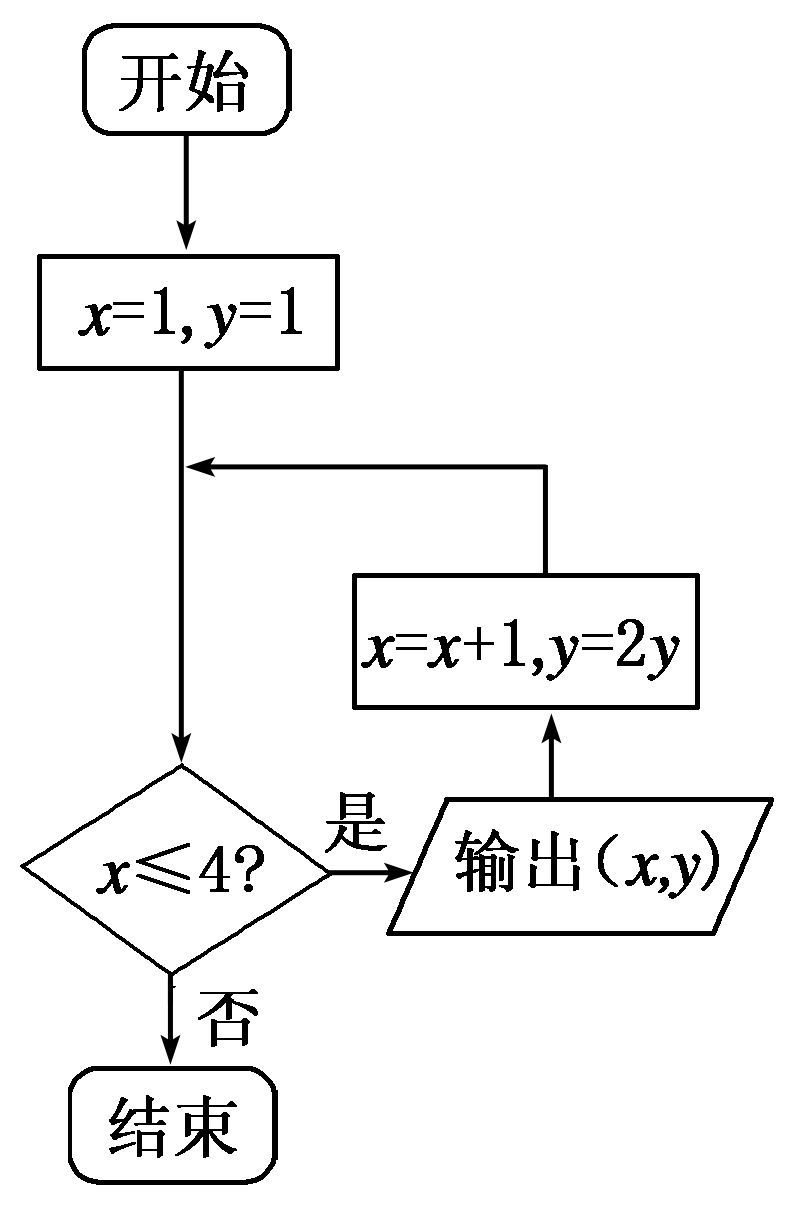 开始
x=1,y=1
x=x+1,y=2y
x≤4?
是
输出(x,y)
否
结束